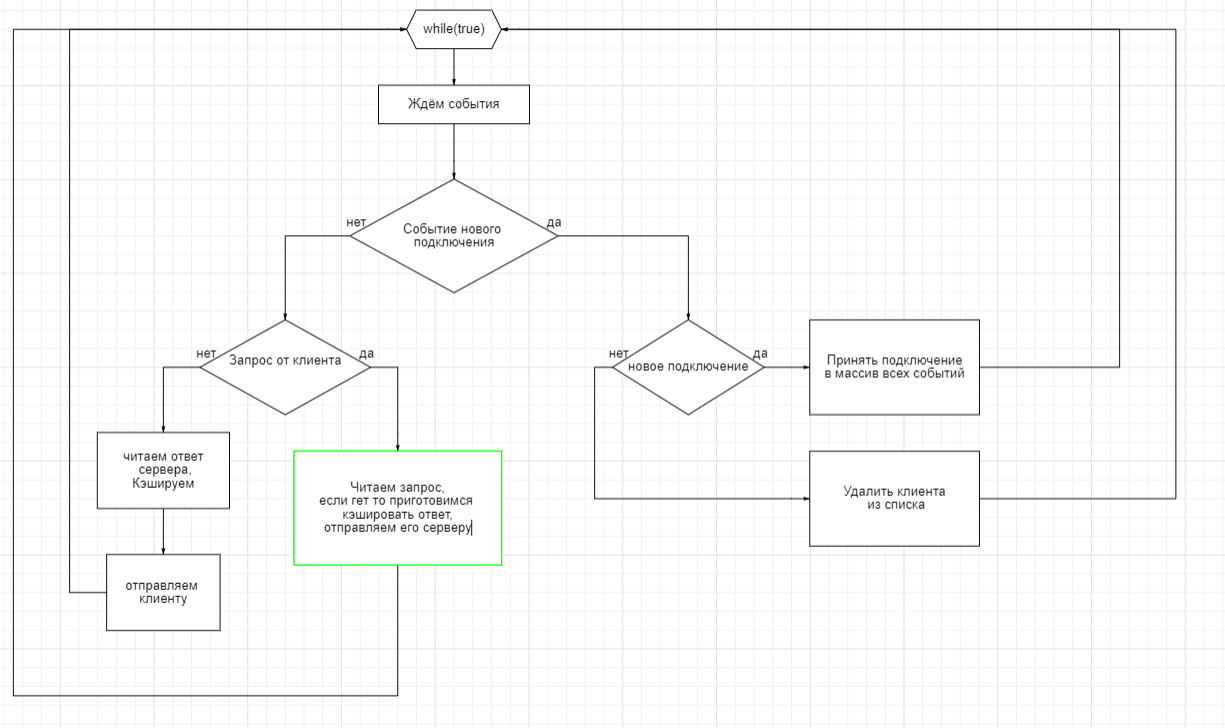 while(true)
Ждём события
нет
да
Событие нового
подключения
нет
Запрос от клиента
да
нет
новое подключение
да
Принять подключение
в массив всех событий
читаем ответ
сервера,
Кэшируем
Читаем запрос,
если гет то приготовимся
кэшировать ответ,
отправляем его серверу
Удалить клиента
из списка
отправляем
клиенту